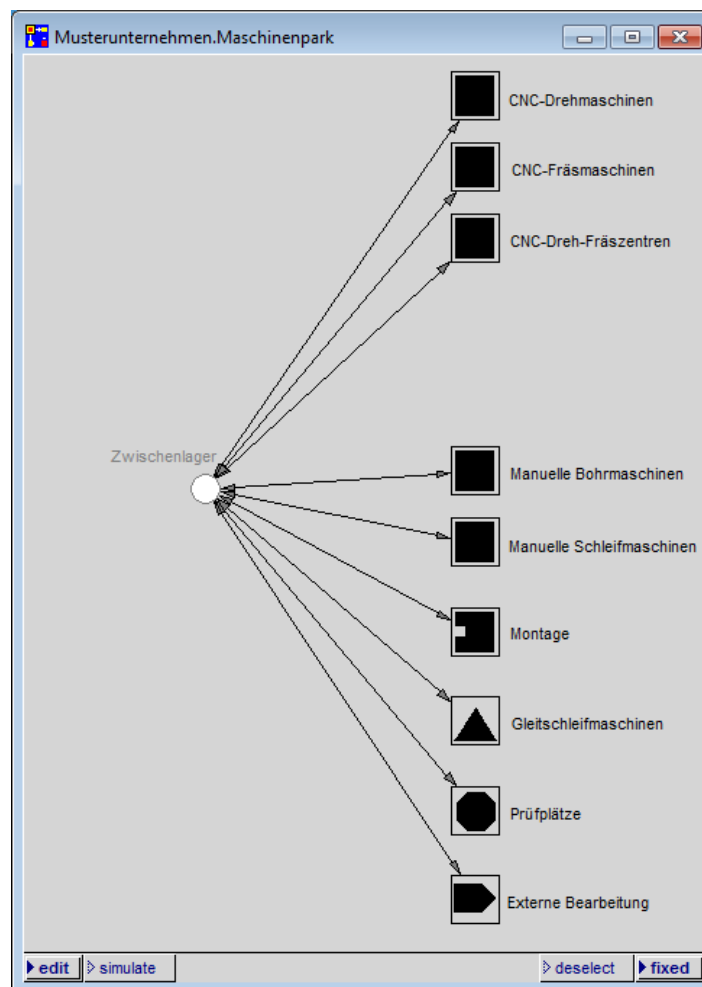 Musterunternehmen.Maschinenpark
CNC-Drehmaschinen
CNC-Fräsmaschinen
CNC-Dreh-Fräszentren
Zwischenlager
Manuelle Bohrmaschinen
Manuelle Schleifmaschinen
Montage
Gleitschleifmaschinen
Prüfplätze
Externe Bearbeitung
edit simulate deselect fixed